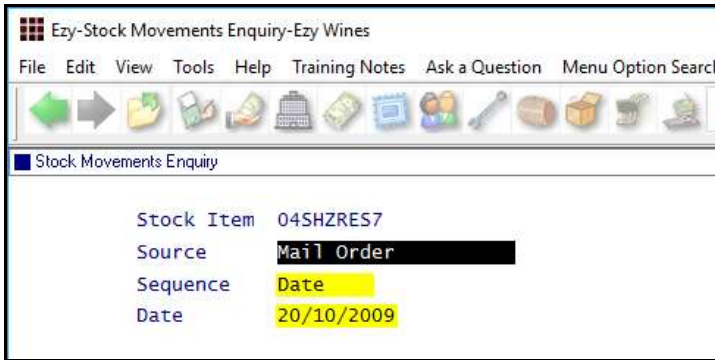 Ezy-Stock Movements Enquiry-Ezy Wines
File Edit View Tools Help Training Notes Ask a Question Menu Option Searc
Stock Movements Enquiry
Stock Item 04SHZRES7
Source Mail Order
Sequence Date
Date 20/10/2009